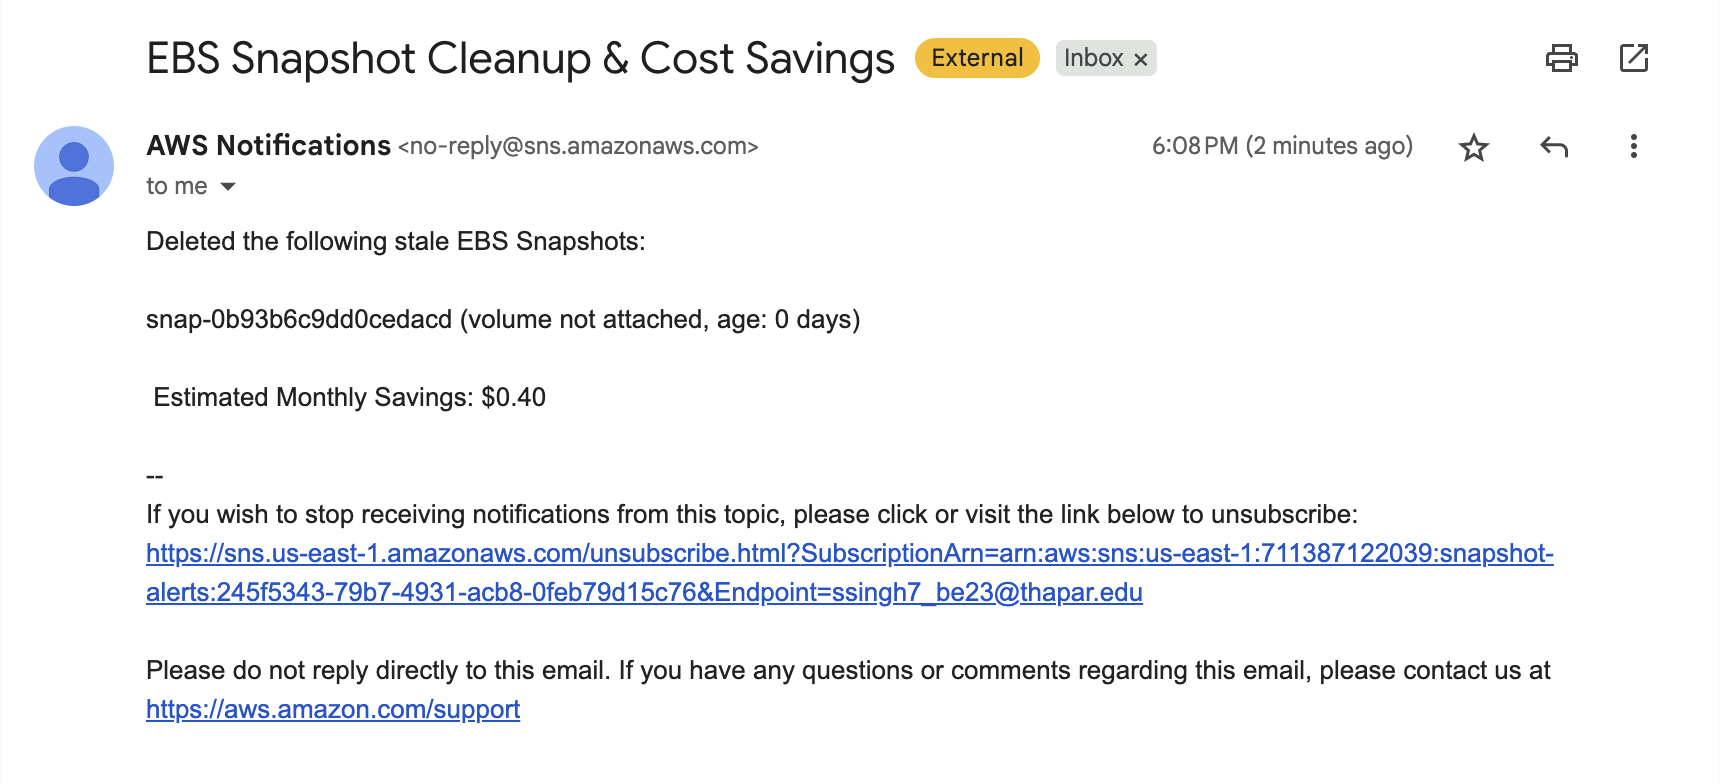 EBS Snapshot Cleanup & Cost Savings External Inbox ×
AWS Notifications <no-reply@sns.amazonaws.com> 6:08 PM (2 minutes ago)
to me
Deleted the following stale EBS Snapshots:
snap-0b93b6c9dd0cedacd (volume not attached, age: 0 days)
Estimated Monthly Savings: $0.40
--
If you wish to stop receiving notifications from this topic, please click or visit the link below to unsubscribe:
https://sns.us-east-1.amazonaws.com/unsubscribe.html?SubscriptionArn=arn:aws:sns:us-east-1:711387122039:snapshot-
alerts:245f5343-79b7-4931-acb8-0feb79d15c76&Endpoint=ssingh7_be23@thapar.edu
Please do not reply directly to this email. If you have any questions or comments regarding this email, please contact us at
https://aws.amazon.com/support